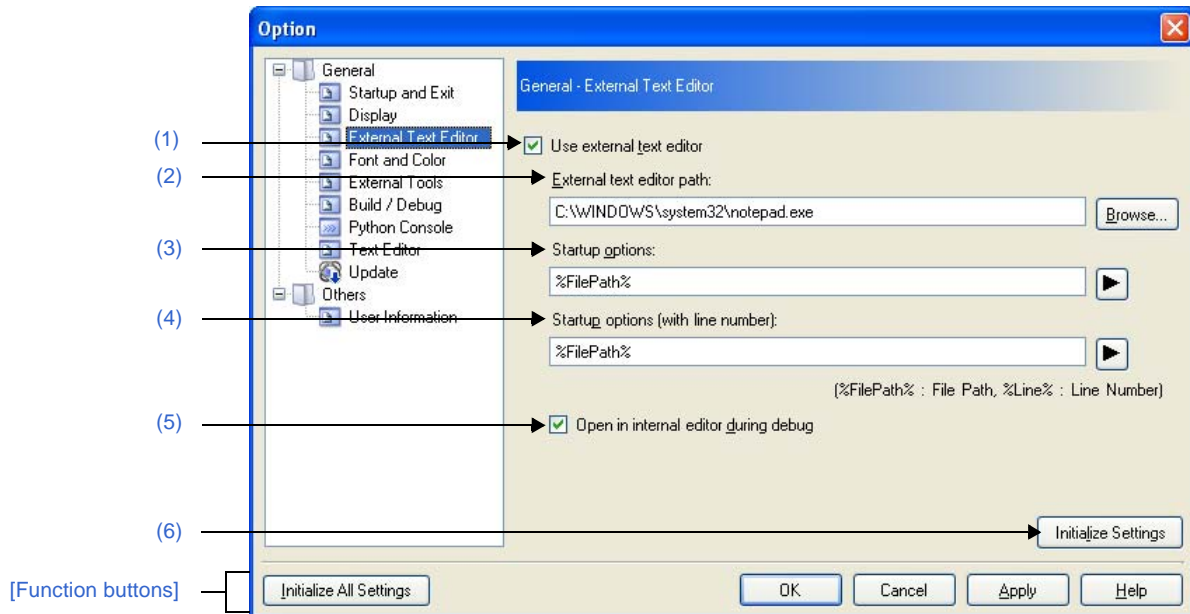 Option
General
Startup and Exit
Display
External Text Editor
Font and Color
External Tools
Build / Debug
Python Console
Text Editor
Update
Others
User Information
General - External Text Editor
(1)
Use external text editor
(2)
External text editor path:
C:\WINDOWS\system32\notepad.exe
Browse...
(3)
Startup options:
%FilePath%
(4)
Startup options (with line number):
%FilePath%
(%FilePath% : File Path, %Line% : Line Number)
(5)
Open in internal editor during debug
(6)
Initialize Settings
[Function buttons]
Initialize All Settings
OK
Cancel
Apply
Help